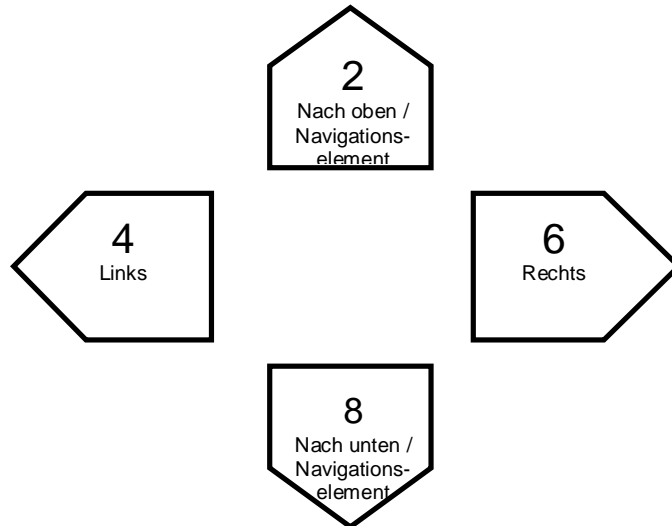 2
Nach oben /
Navigations-
element
4
Links
6
Rechts
8
Nach unten /
Navigations-
element